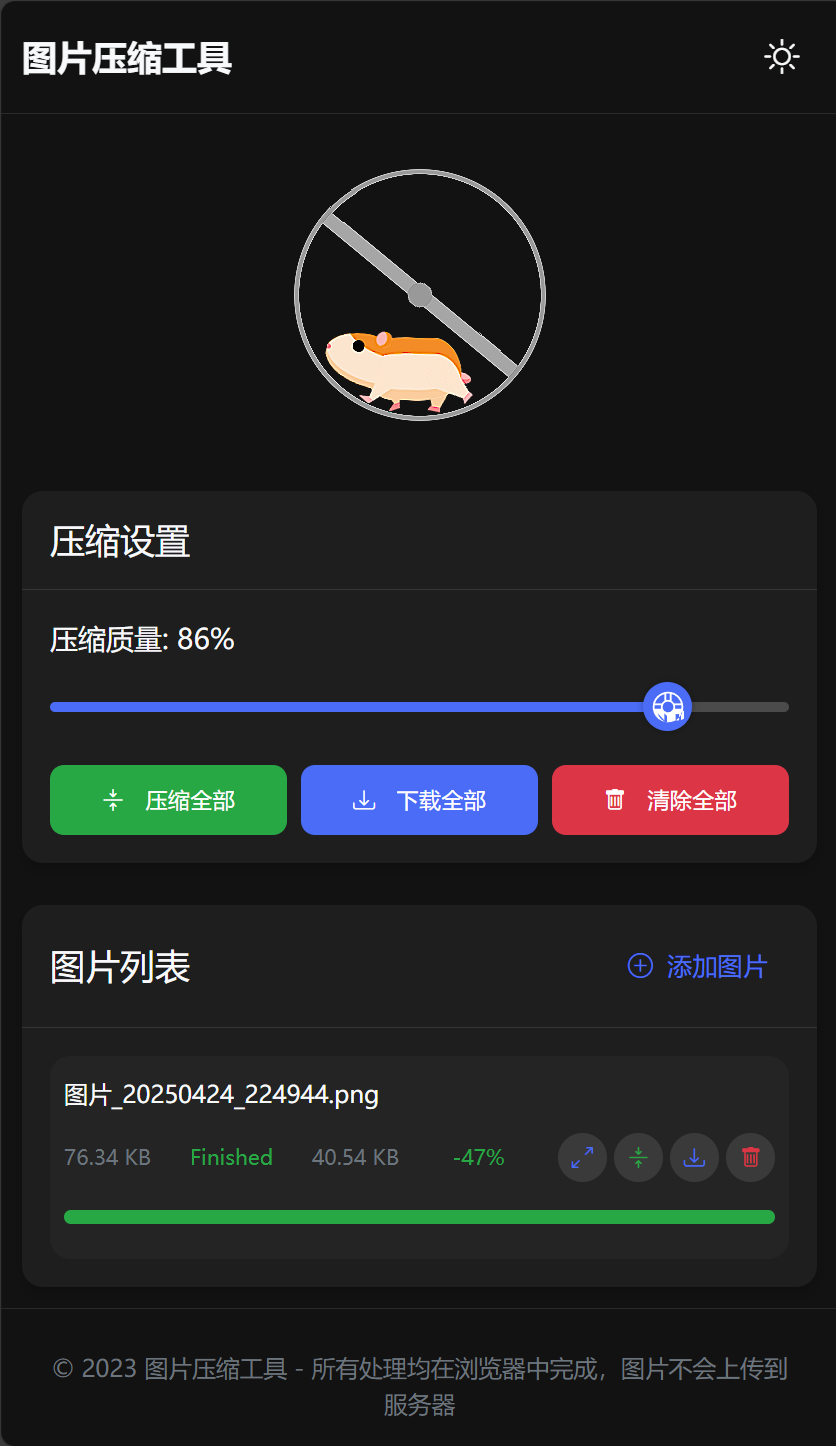 图片压缩工具
压缩设置
压缩质量: 86%
压缩全部
下载全部
清除全部
图片列表
添加图片
图片_20250424_224944.png
76.34 KB Finished 40.54 KB -47%
© 2023 图片压缩工具 - 所有处理均在浏览器中完成，图片不会上传到
服务器